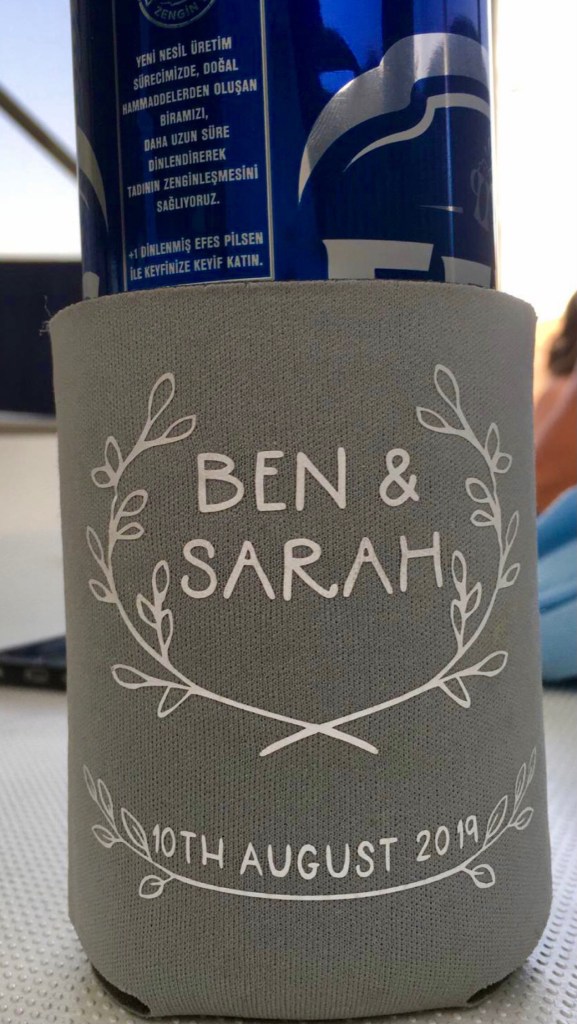 ZENGİN
YENİ NESİL ÜRETİM
SÜRECİMİZDE, DOĞAL
HAMMADDELERDEN OLUŞAN
BİRAMIZI,
DAHA UZUN SÜRE
DİNLENDİREREK
TADININ ZENGİNLEŞMESİNİ
SAĞLIYORUZ.
+1 DİNLENMİŞ EFES PİLSEN
İLE KEYFİNİZE KEYİF KATIN.
BEN &
SARAH
10TH AUGUST 2019